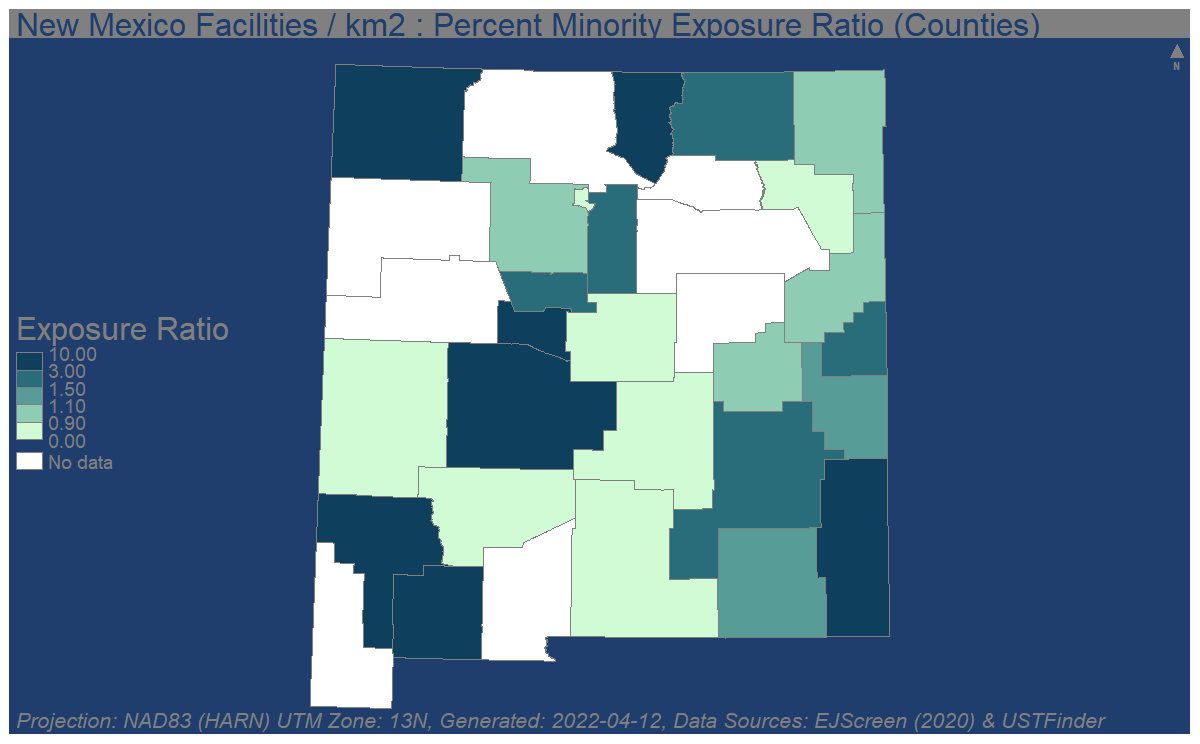 New Mexico Facilities / km2 : Percent Minority Exposure Ratio (Counties)
N
Exposure Ratio
10.00
3.00
1.50
1.10
0.90
0.00
No data
Projection: NAD83 (HARN) UTM Zone: 13N, Generated: 2022-04-12, Data Sources: EJScreen (2020) & USTFinder